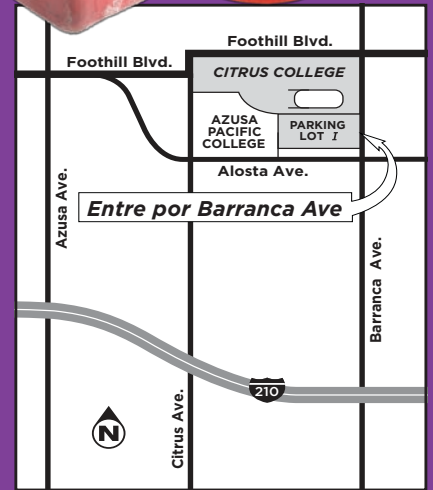 Foothill Blvd.
Foothill Blvd.
CITRUS COLLEGE
AZUSA
PACIFIC
COLLEGE
PARKING
LOT I
Alosta Ave.
Azusa Ave.
Entre por Barranca Ave
Barranca Ave.
210
Citrus Ave.
N